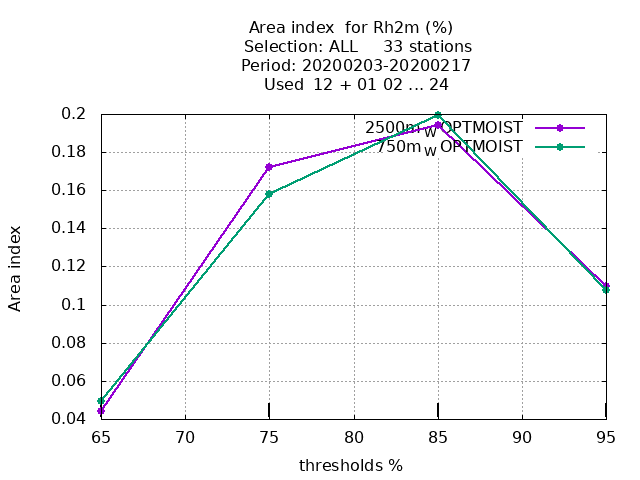 Area index  for Rh2m (%)
Selection: ALL     33 stations
Period: 20200203-20200217
Used  12 + 01 02 ... 24
0.2
0.18
0.16
0.14
0.12
0.1
0.08
0.06
0.04
65 70 75 80 85 90 95
Area index
thresholds %
2500m_W OPTMOIST
750m_W OPTMOIST